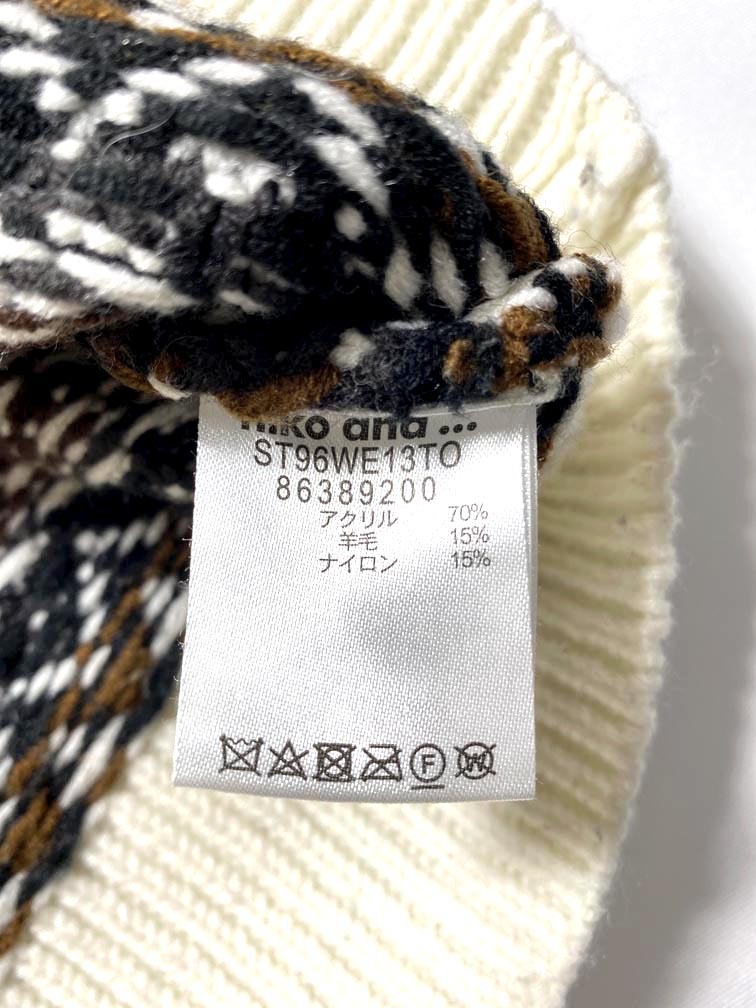 niko and ...
ST96WE13TO
86389200
アクリル 70%
羊毛 15%
ナイロン 15%
F
W